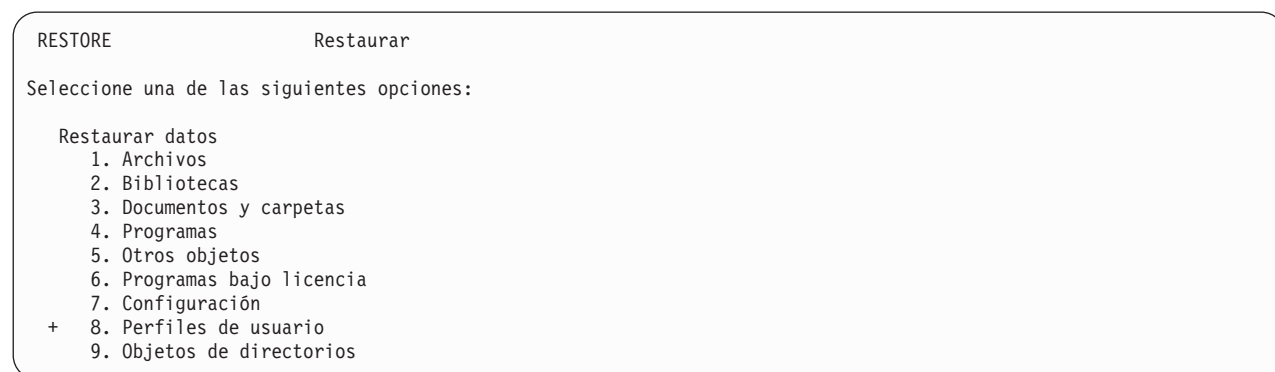 RESTORE Restaurar
Seleccione una de las siguientes opciones:
Restaurar datos
1. Archivos
2. Bibliotecas
3. Documentos y carpetas
4. Programas
5. Otros objetos
6. Programas bajo licencia
7. Configuración
+ 8. Perfiles de usuario
9. Objetos de directorios